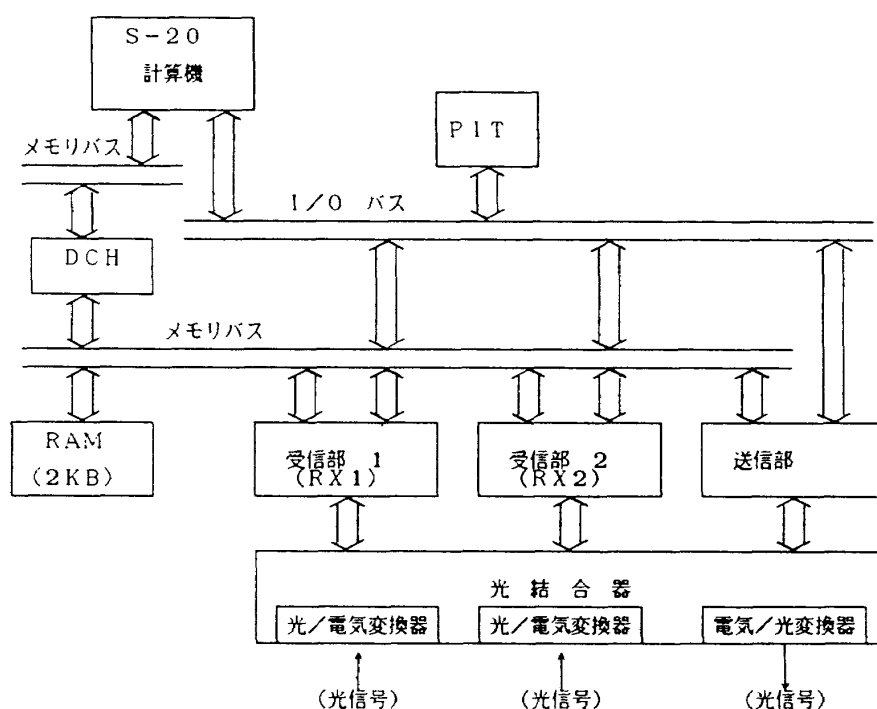 S-20
計算機
PIT
メモリバス
I/O バス
DCH
メモリバス
RAM
(2KB)
受信部 1
(RX1)
受信部 2
(RX2)
送信部
光結合器
光/電気変換器
光/電気変換器
電気/光変換器
(光信号)
(光信号)
(光信号)